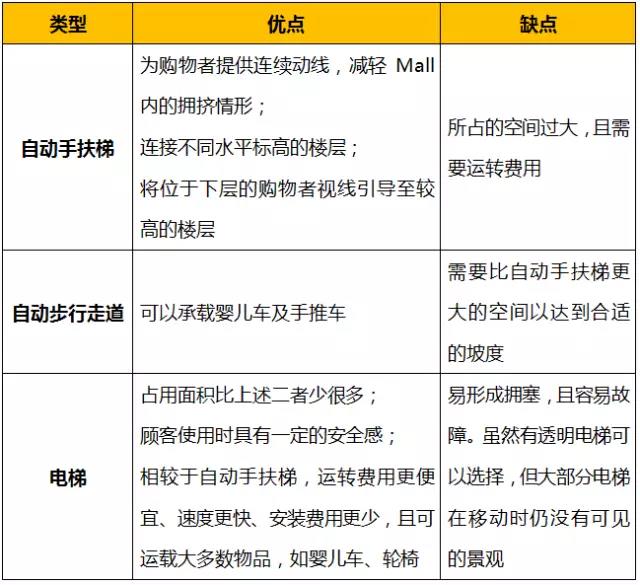 类型
优点
缺点
自动手扶梯
为购物者提供连续动线，减轻 Mall
内的拥挤情形；
连接不同水平标高的楼层；
将位于下层的购物者视线引导至较
高的楼层
所占的空间过大，且需
要运转费用
自动步行走道
可以承载婴儿车及手推车
需要比自动手扶梯更
大的空间以达到合适
的坡度
电梯
占用面积比上述二者少很多；
顾客使用时具有一定的安全感；
相较于自动手扶梯，运转费用更便
宜、速度更快、安装费用更少，且可
运载大多数物品，如婴儿车、轮椅
易形成拥塞，且容易故
障。虽然有透明电梯可
以选择，但大部分电梯
在移动时仍没有可见
的景观